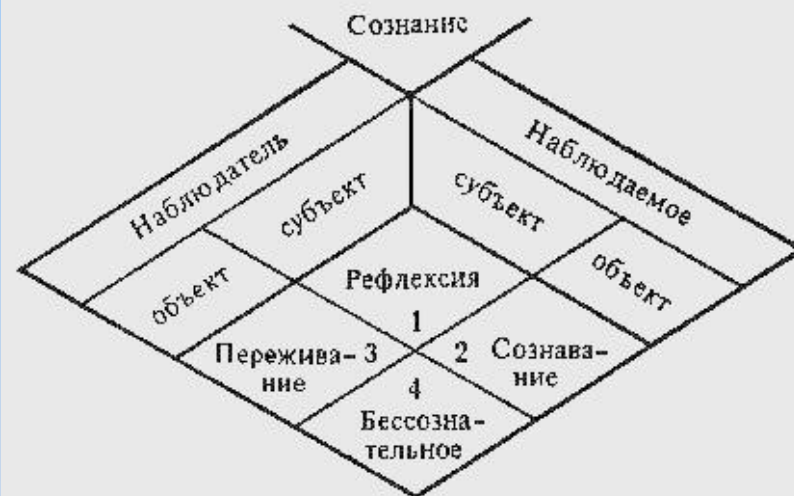 Сознание
Наблюдатель
Наблюдаемое
субъект
субъект
объект
объект
Рефлексия
1
Пережива-
ние
3
2
Сознава-
ние
4
Бессозна-
тельное